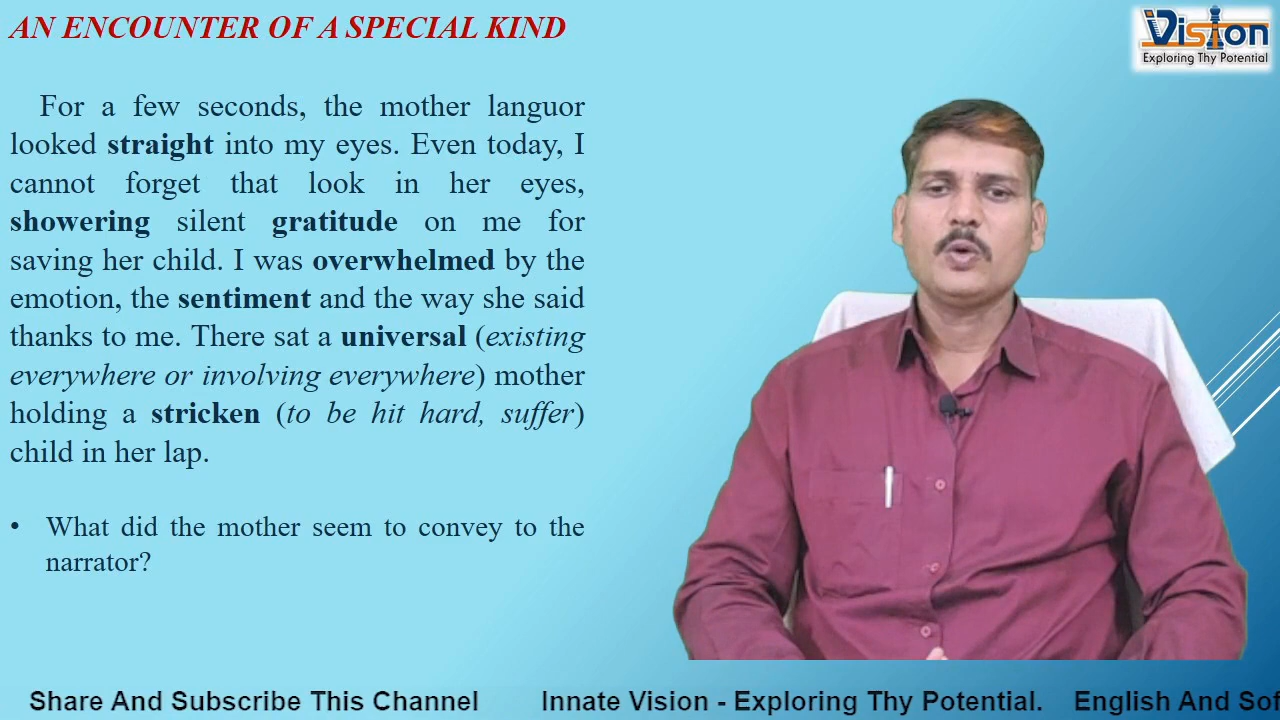 AN ENCOUNTER OF A SPECIAL KIND
Vision
Exploring Thy Potential
For a few seconds, the mother languor
looked straight into my eyes. Even today, I
cannot forget that look in her eyes,
showering silent gratitude on me for
saving her child. I was overwhelmed by the
emotion, the sentiment and the way she said
thanks to me. There sat a universal (existing
everywhere or involving everywhere) mother
holding a stricken (to be hit hard, suffer)
child in her lap.
• What did the mother seem to convey to the
narrator?
Share And Subscribe This Channel Innate Vision - Exploring Thy Potential. English And Sof